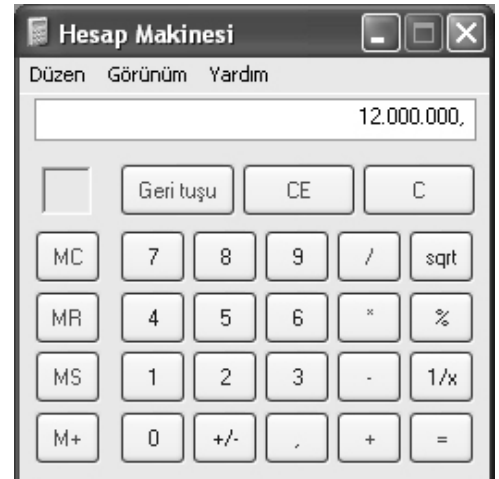 Hesap Makinesi
Düzen Görünüm Yardım
12.000.000,
Geri tuşu CE C
MC 7 8 9 / sqrt
MR 4 5 6 * %
MS 1 2 3 - 1/x
M+ 0 +/- , + =